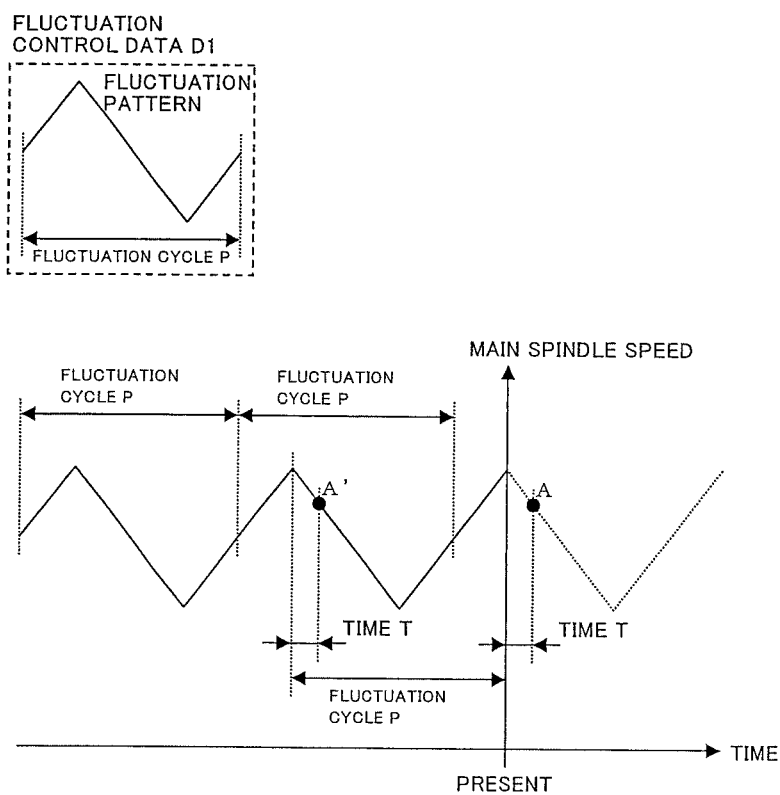 FLUCTUATION
CONTROL DATA D1
FLUCTUATION
PATTERN
FLUCTUATION CYCLE P
MAIN SPINDLE SPEED
FLUCTUATION
CYCLE P
FLUCTUATION
CYCLE P
A'
A
TIME T
TIME T
FLUCTUATION
CYCLE P
TIME
PRESENT